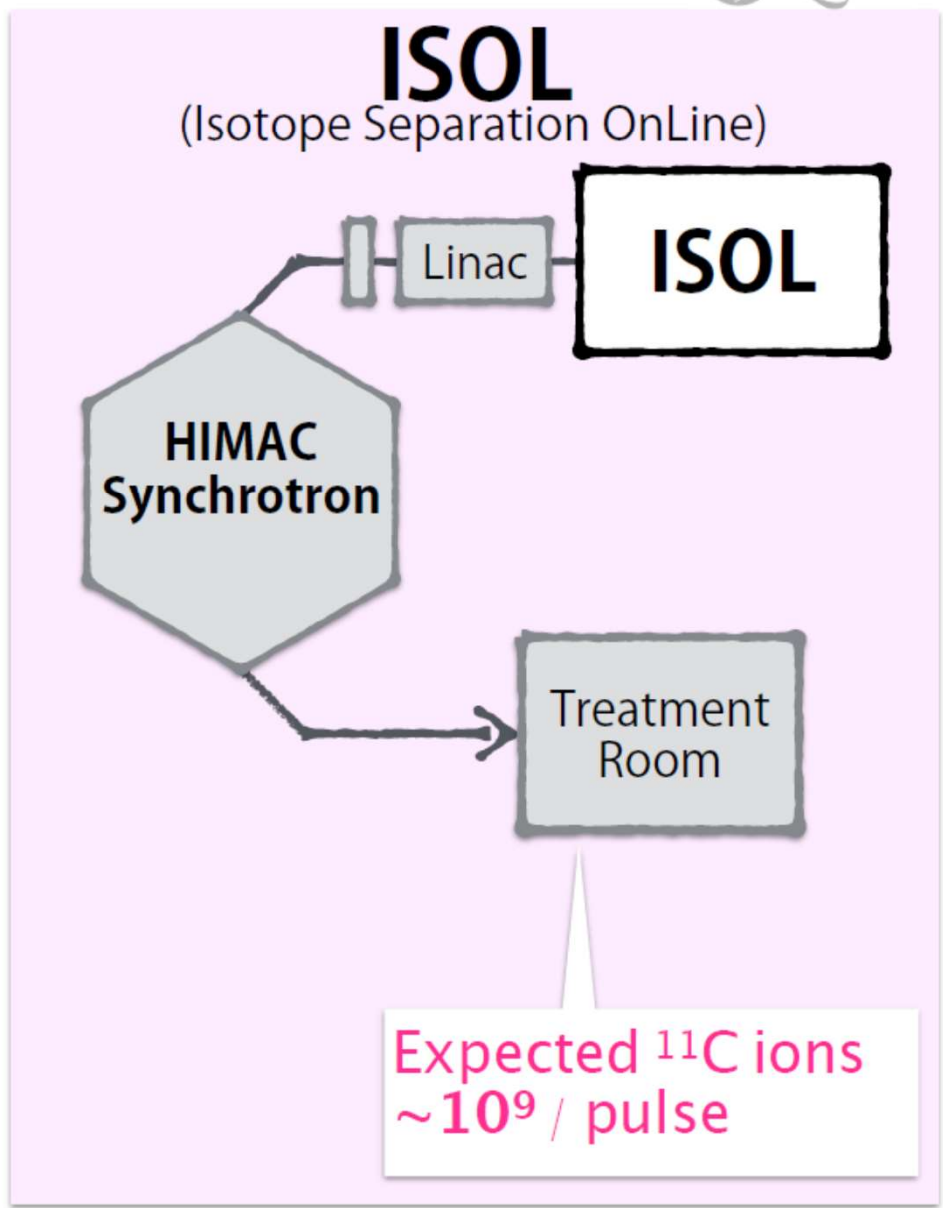 ISOL
(Isotope Separation OnLine)
Linac
ISOL
HIMAC
Synchrotron
Treatment
Room
Expected ¹¹C ions
~10⁹ / pulse